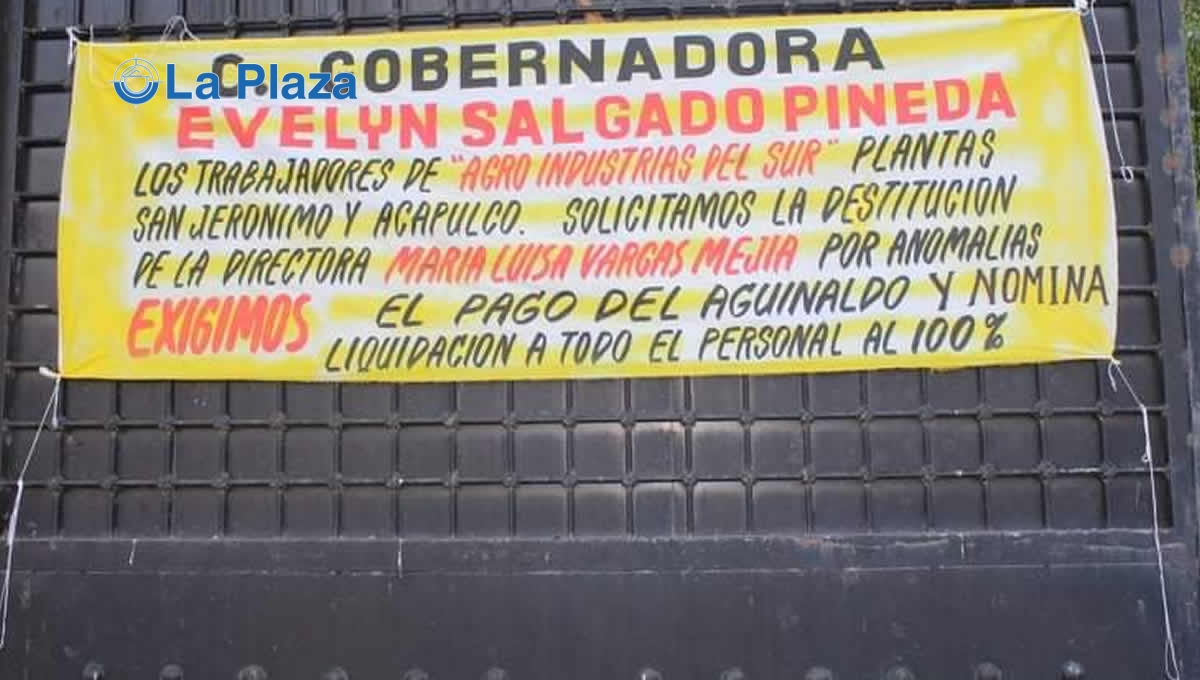 C. GOBERNADORA
La Plaza
EVELYN SALGADO PINEDA
LOS TRABAJADORES DE "AGRO INDUSTRIAS DEL SUR" PLANTAS
SAN JERONIMO Y ACAPULCO. SOLICITAMOS LA DESTITUCION
DE LA DIRECTORA MARIA LUISA VARGAS MEJIA POR ANOMALIAS
EXIGIMOS EL PAGO DEL AGUINALDO Y NOMINA
LIQUIDACION A TODO EL PERSONAL AL 100%